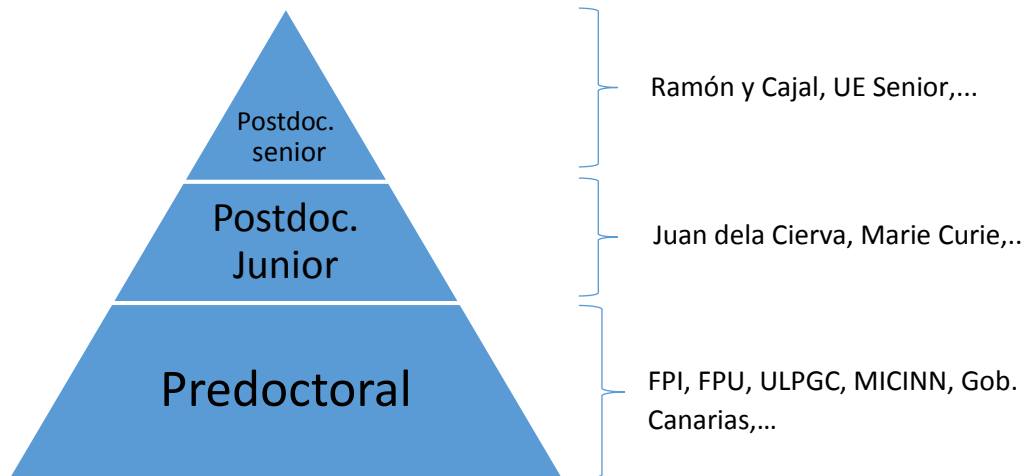 Postdoc.
senior
Ramón y Cajal, UE Senior,...
Postdoc.
Junior
Juan dela Cierva, Marie Curie,..
Predoctoral
FPI, FPU, ULPGC, MICINN, Gob.
Canarias,...